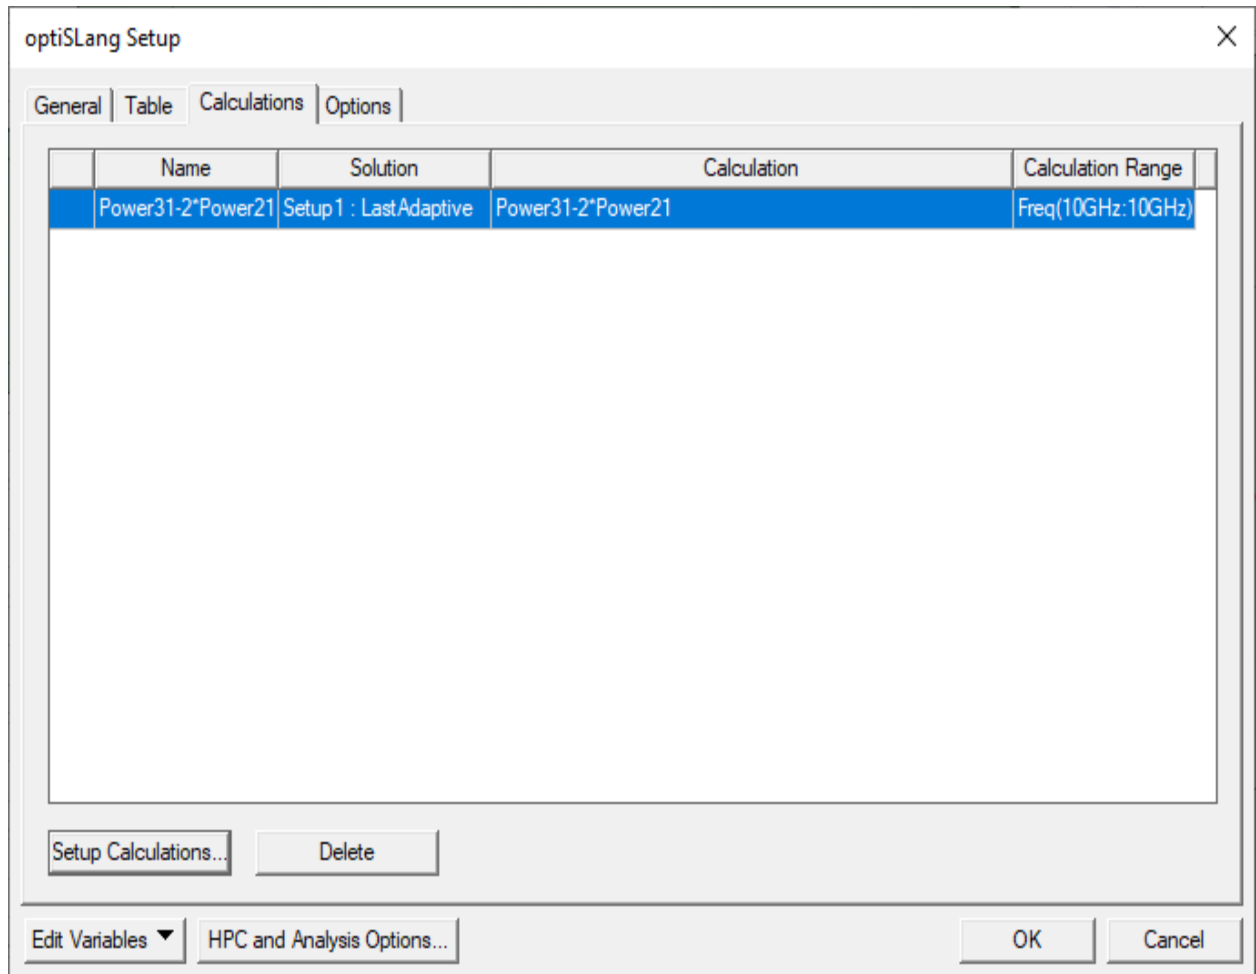 optiSLang Setup
General Table Calculations Options
Name Solution Calculation Calculation Range
Power31-2*Power21 Setup1 : LastAdaptive Power31-2*Power21 Freq(10GHz:10GHz)
Setup Calculations... Delete
Edit Variables HPC and Analysis Options... OK Cancel